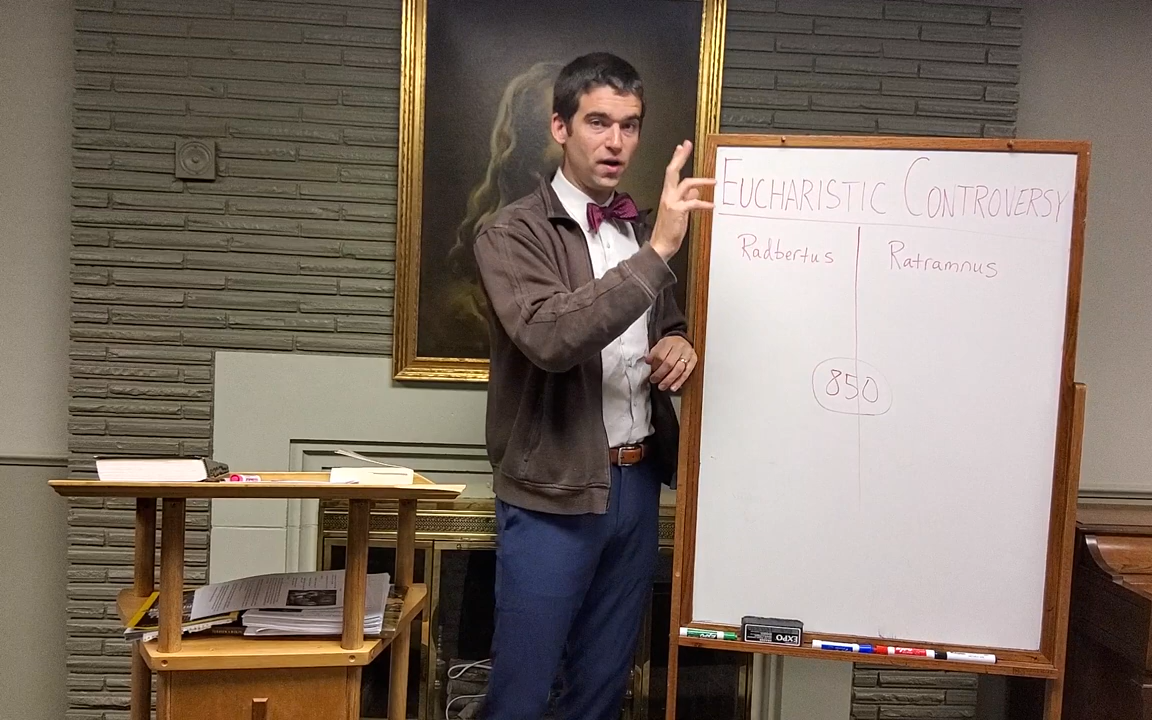 EUCHARISTIC CONTROVERSY
Radbertus
Ratramnus
850
EXPO